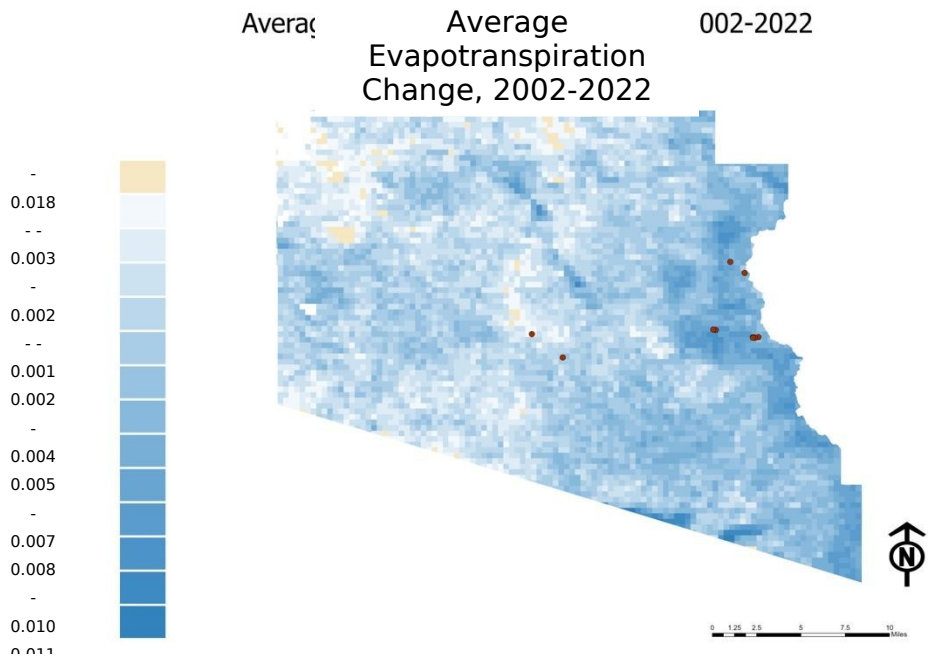 Average
Evapotranspiration
Change, 2002-2022
Averag
002-2022
-
0.018
- -
0.003
-
0.002
- -
0.001
0.002
-
0.004
0.005
-
0.007
0.008
-
0.010
0.011
N
0 1.25 2.5 5 7.5 10
Miles